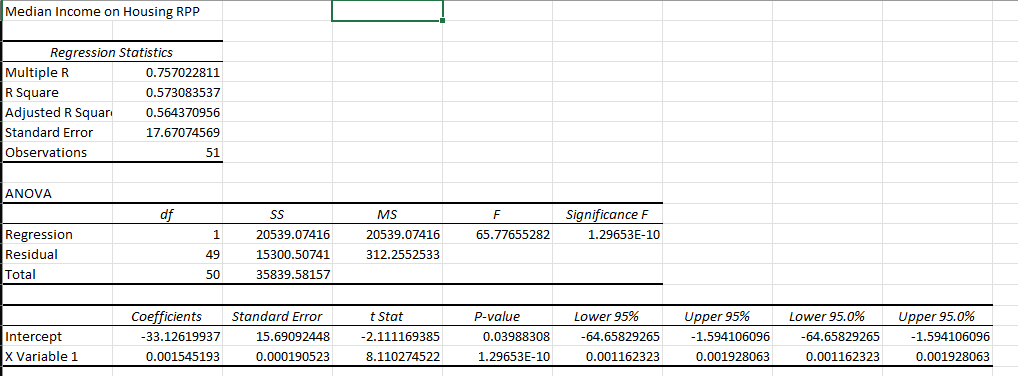 Median Income on Housing RPP
Regression Statistics
Multiple R 0.757022811
R Square 0.573083537
Adjusted R Squar 0.564370956
Standard Error 17.67074569
Observations 51
ANOVA
df SS MS F Significance F
Regression 1 20539.07416 20539.07416 65.77655282 1.29653E-10
Residual 49 15300.50741 312.2552533
Total 50 35839.58157
Coefficients Standard Error t Stat P-value Lower 95% Upper 95% Lower 95.0% Upper 95.0%
Intercept -33.12619937 15.69092448 -2.111169385 0.03988308 -64.65829265 -1.594106096 -64.65829265 -1.594106096
X Variable 1 0.001545193 0.000190523 8.110274522 1.29653E-10 0.001162323 0.001928063 0.001162323 0.001928063